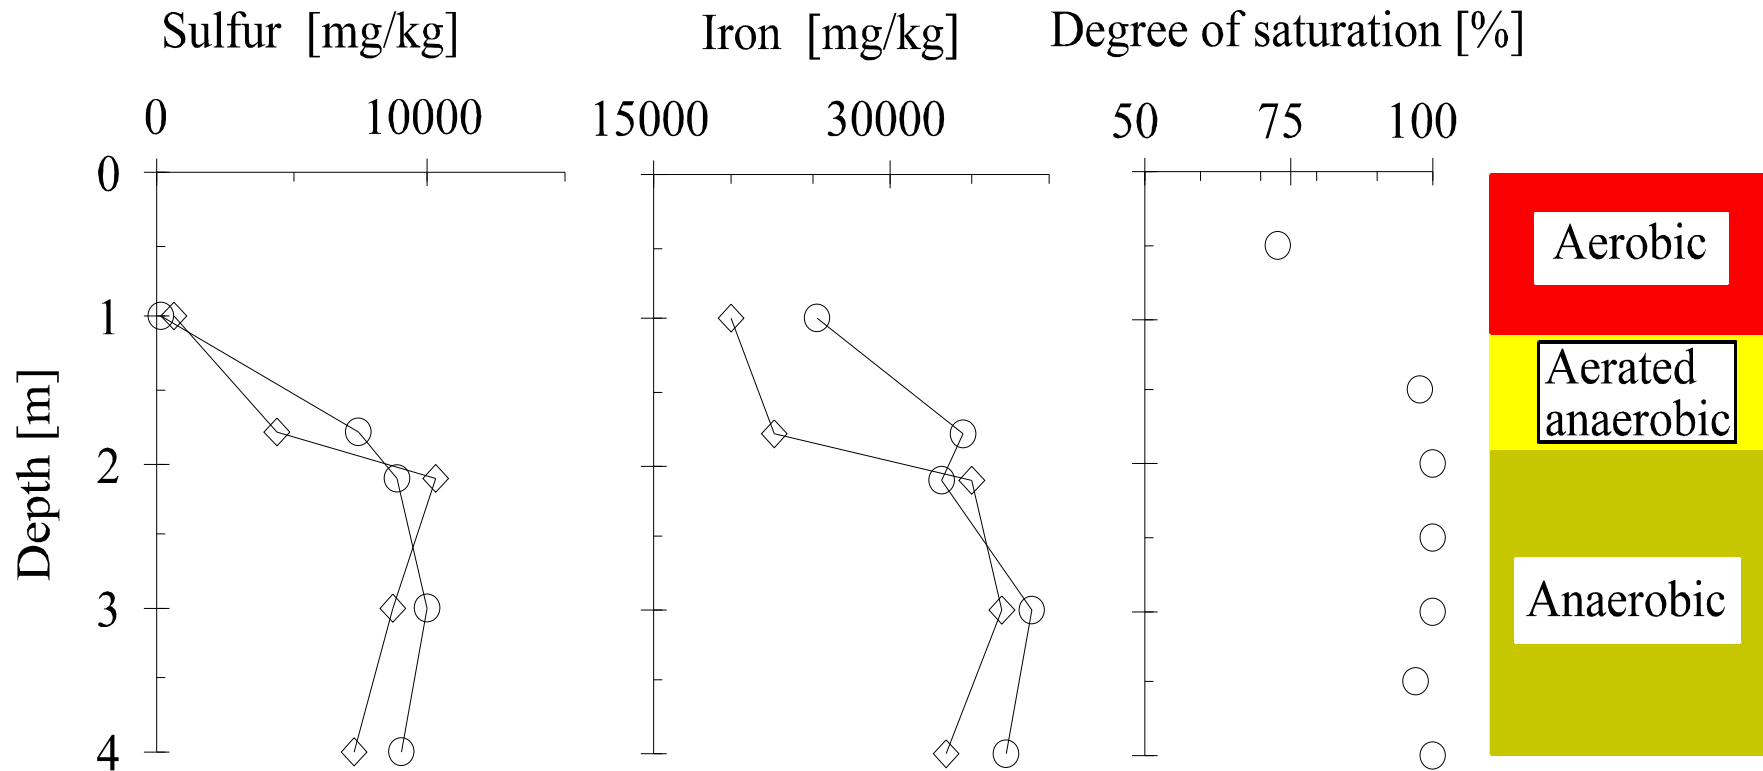 Sulfur [mg/kg]
Iron [mg/kg]
Degree of saturation [%]
0 10000
15000 30000
50 75 100
0
1
2
3
4
Depth [m]
Aerobic
Aerated
anaerobic
Anaerobic